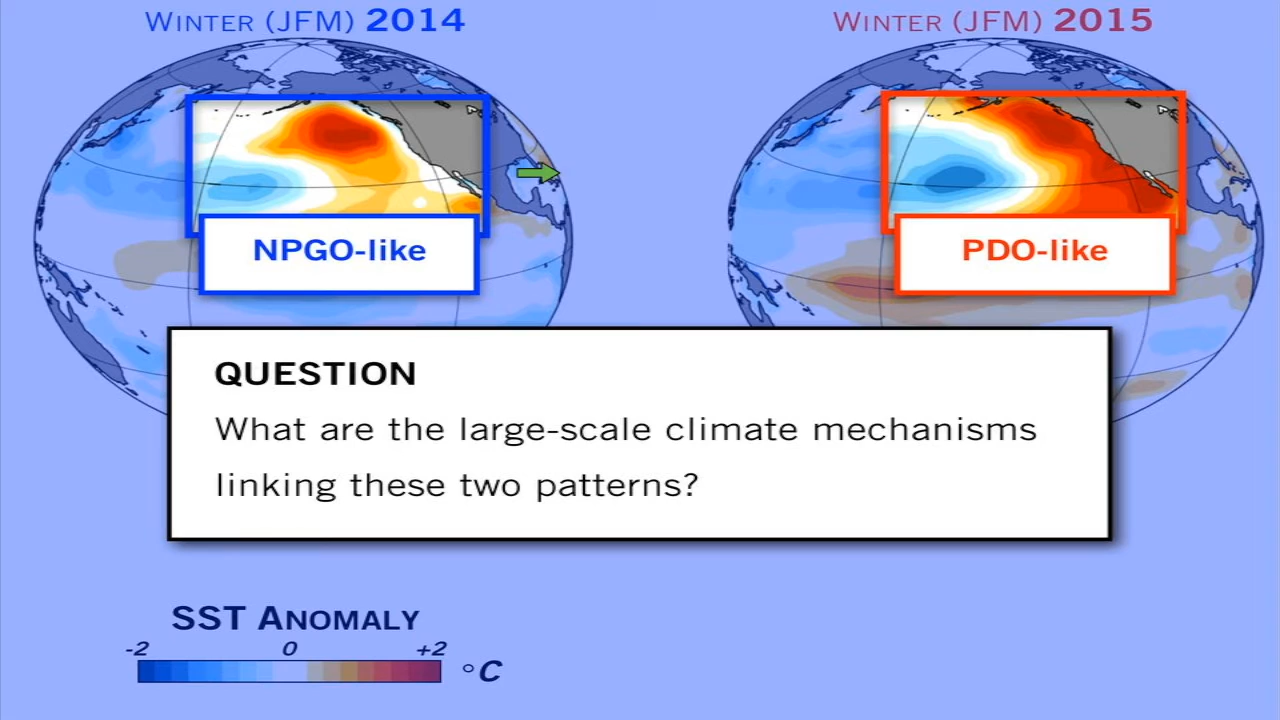 WINTER (JFM) 2014
WINTER (JFM) 2015
NPGO-like
PDO-like
QUESTION
What are the large-scale climate mechanisms
linking these two patterns?
SST ANOMALY
-2 0 +2
°C